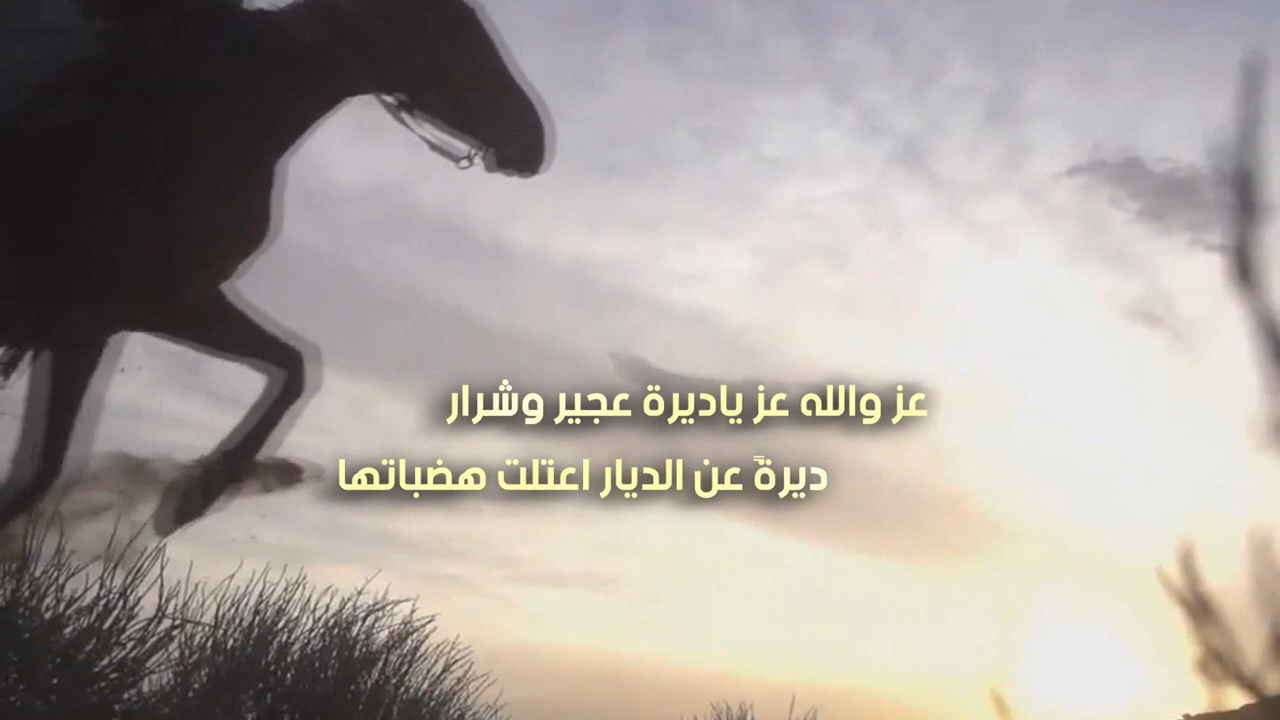 عز والله عز ياديرة عجير وشرار
ديرةً عن الديار اعتلت هضباتها